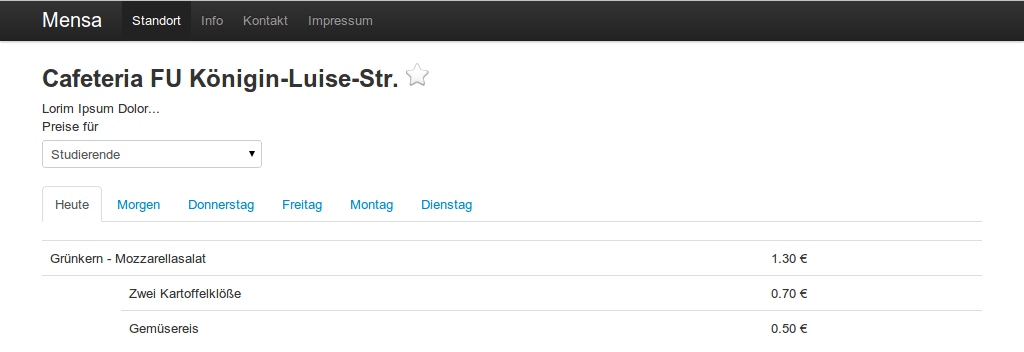 Mensa Standort Info Kontakt Impressum
Cafeteria FU Königin-Luise-Str.
Lorim Ipsum Dolor...
Preise für
Studierende
Heute Morgen Donnerstag Freitag Montag Dienstag
Grünkern - Mozzarellasalat 1.30 €
Zwei Kartoffelklöße 0.70 €
Gemüsereis 0.50 €